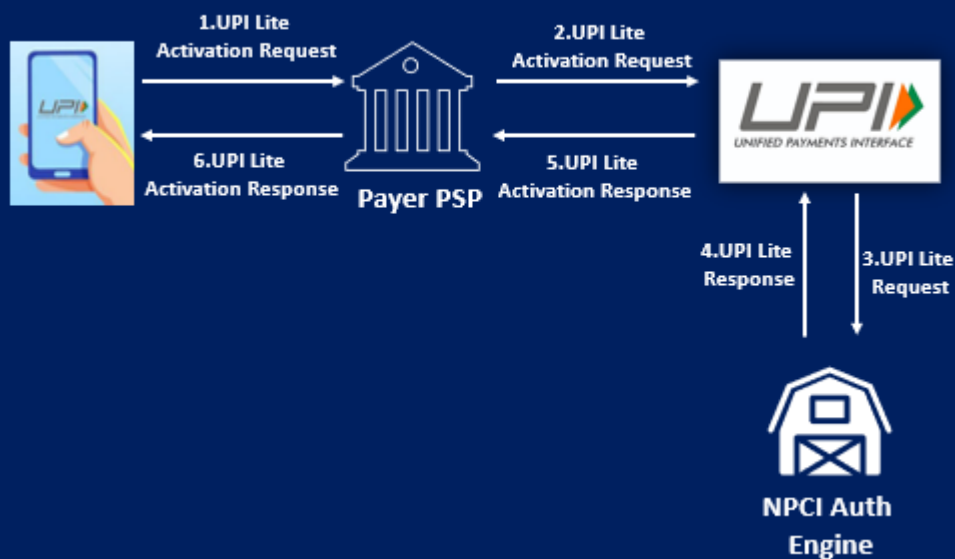 1.UPI Lite
Activation Request
2.UPI Lite
Activation Request
UPI
UPI
UNIFIED PAYMENTS INTERFACE
6.UPI Lite
Activation Response
Payer PSP
5.UPI Lite
Activation Response
4.UPI Lite
Response
3.UPI Lite
Request
NPCI Auth
Engine